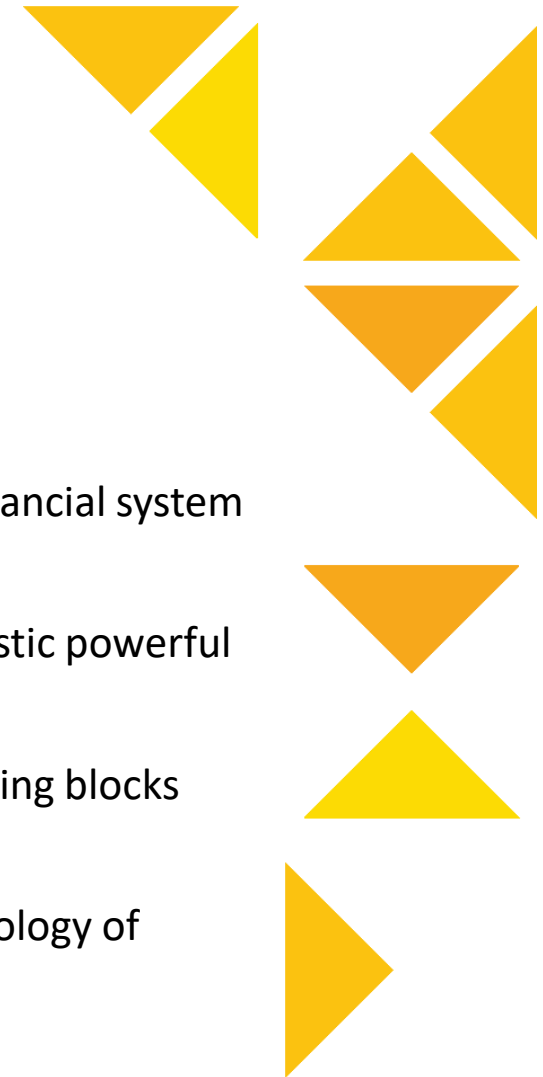 ancial system
stic powerful
ing blocks
ology of